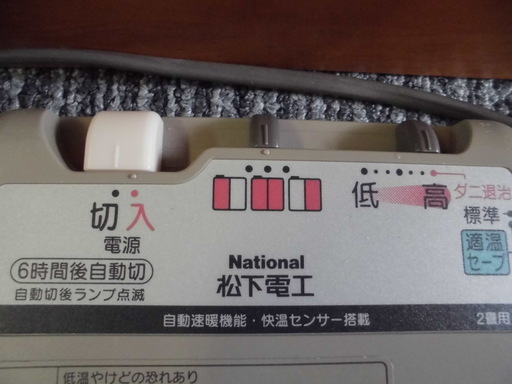 切 入
電源
6時間後自動切
自動切後ランプ点滅
低 高
ダニ退治
標準
適温
セーブ
National
松下電工
自動速暖機能・快温センサー搭載
2畳用
低温やけどの恐れあり